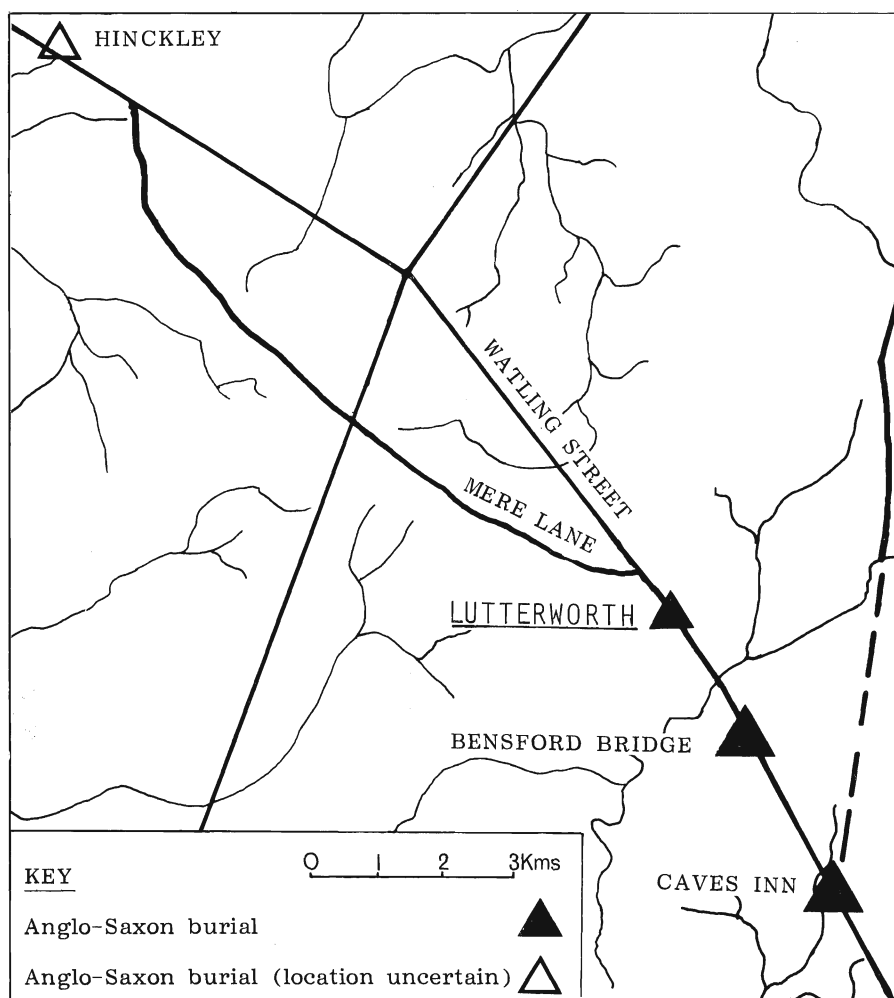 HINCKLEY
WATLING STREET
MERE LANE
LUTTERWORTH
BENSFORD BRIDGE
CAVES INN
0 1 2 3Kms
KEY
Anglo-Saxon burial
Anglo-Saxon burial (location uncertain)